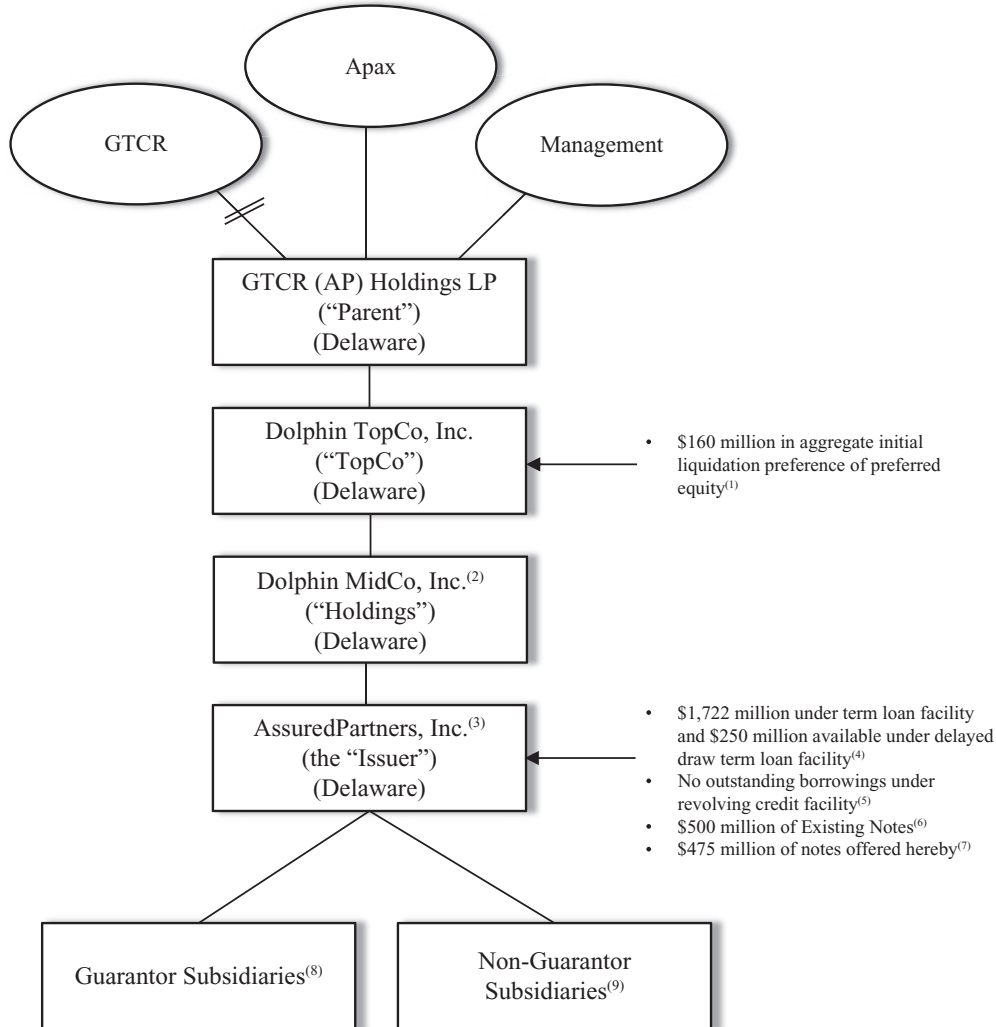 Apax
GTCR
Management
GTCR (AP) Holdings LP
(“Parent”)
(Delaware)
Dolphin TopCo, Inc.
(“TopCo”)
(Delaware)
• $160 million in aggregate initial
liquidation preference of preferred
equity(1)
Dolphin MidCo, Inc.(2)
(“Holdings”)
(Delaware)
AssuredPartners, Inc.(3)
(the “Issuer”)
(Delaware)
• $1,722 million under term loan facility
and $250 million available under delayed
draw term loan facility(4)
• No outstanding borrowings under
revolving credit facility(5)
• $500 million of Existing Notes(6)
• $475 million of notes offered hereby(7)
Guarantor Subsidiaries(8)
Non-Guarantor
Subsidiaries(9)